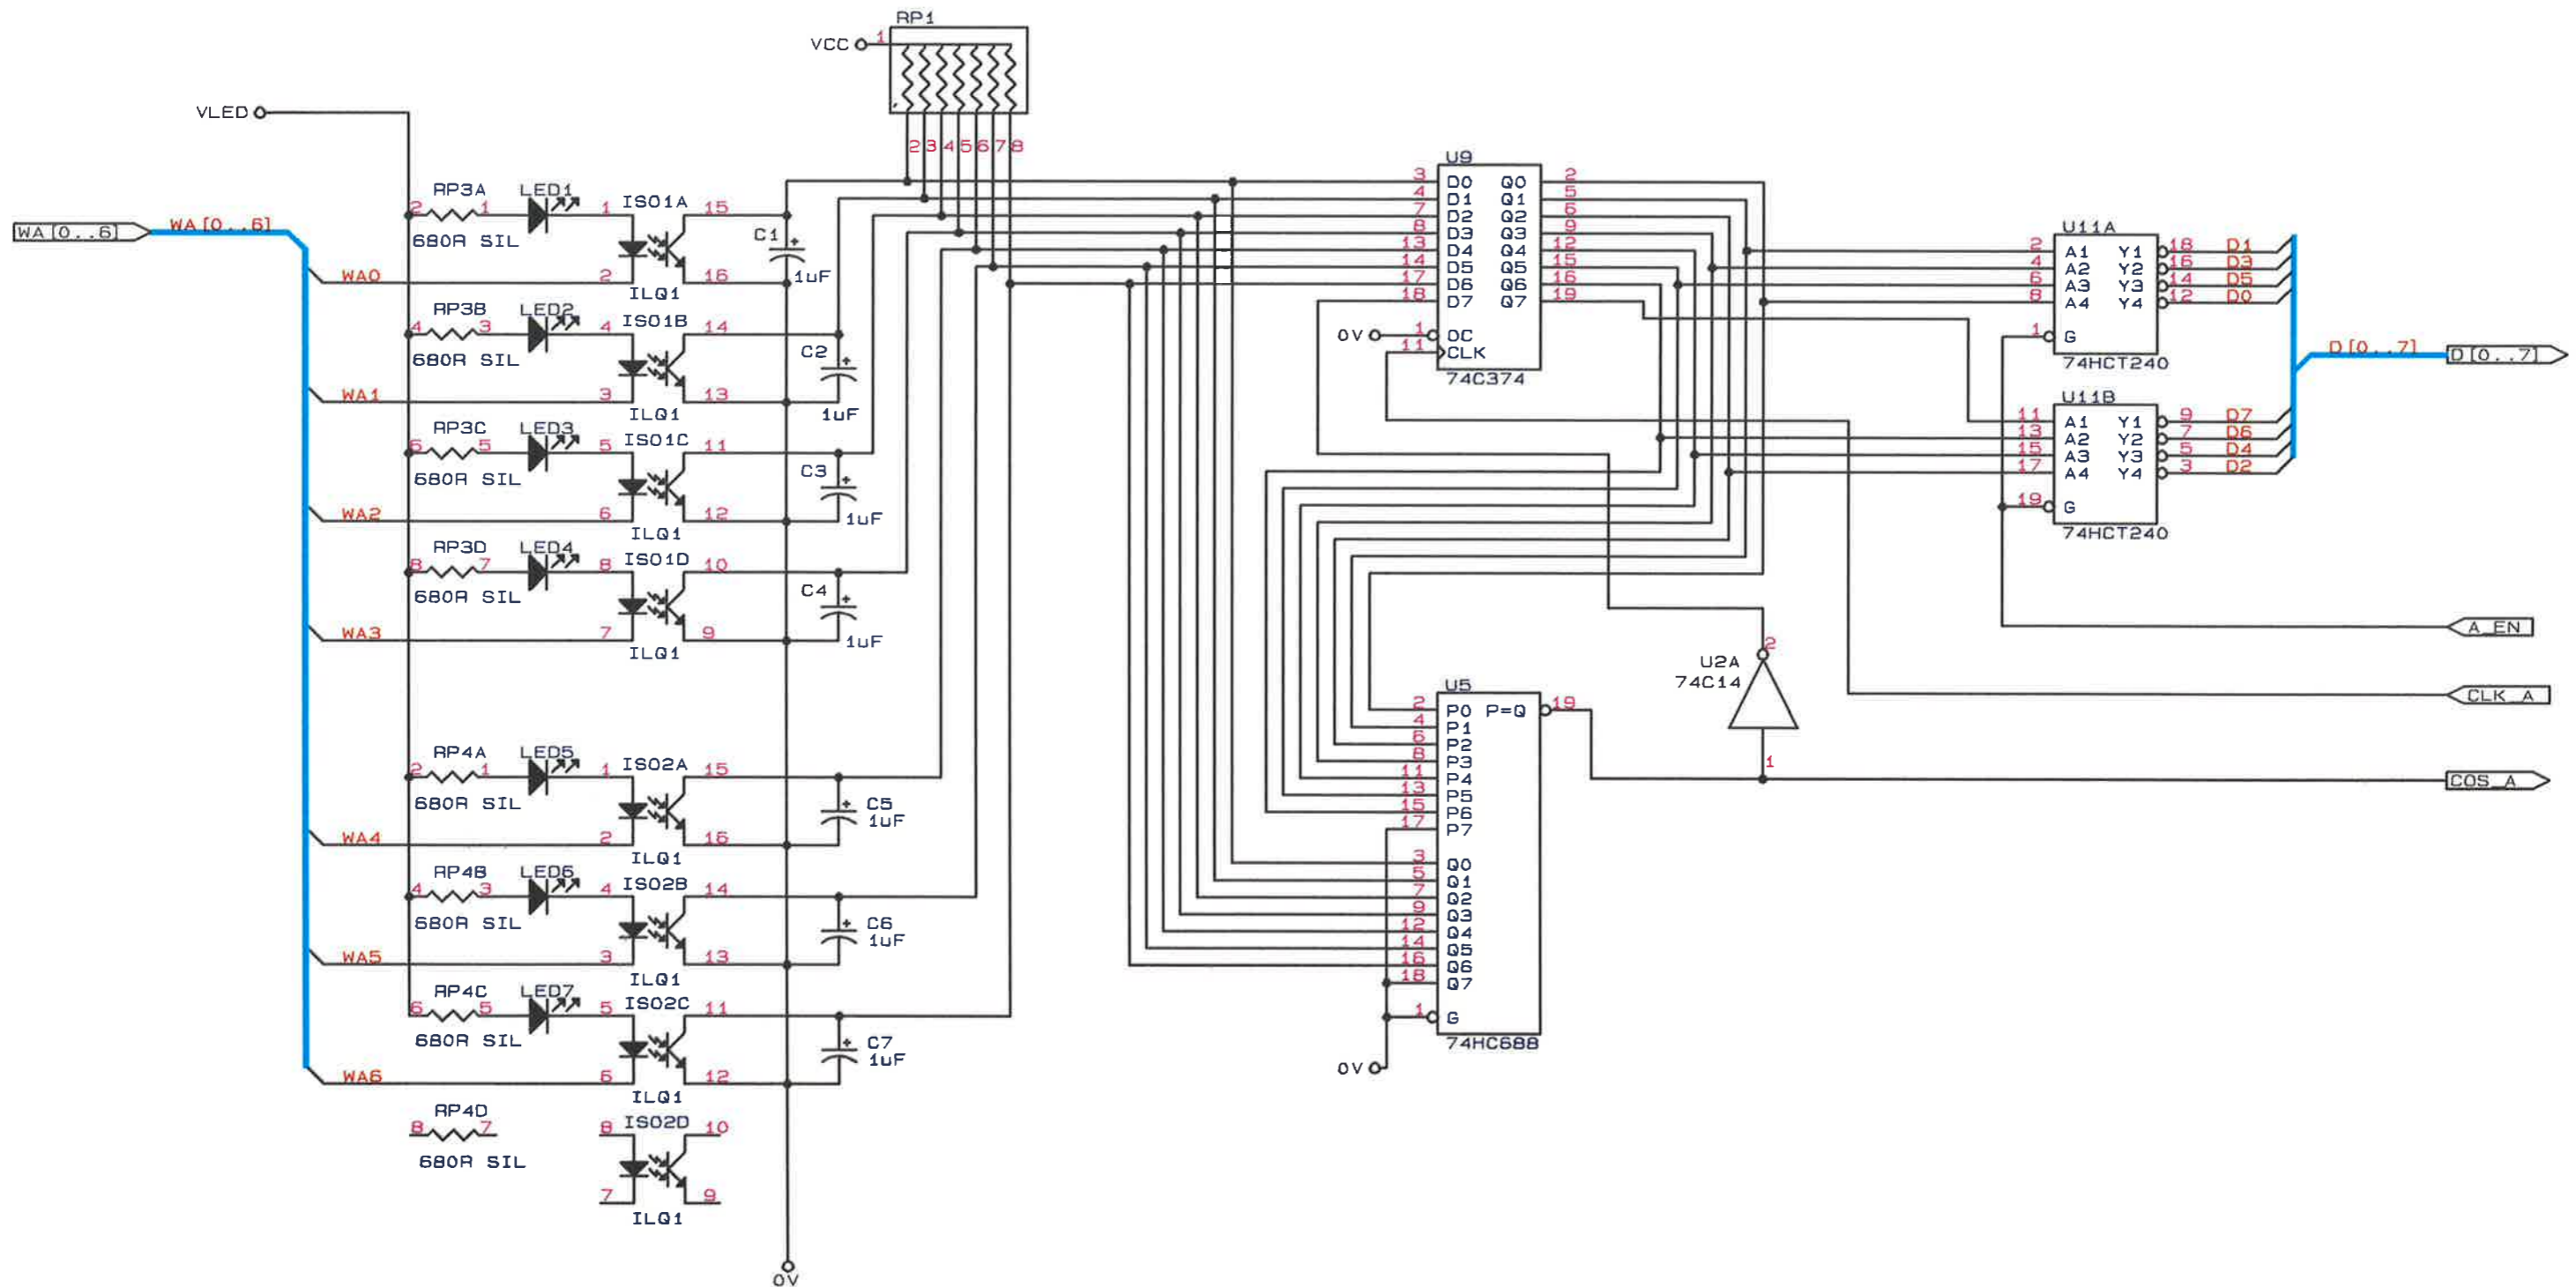 RP1
VCC 1
2 3 4 5 6 7 8
VLED
WA[0..6]
WA[0..6]
RP3A LED1 ISO1A
2 1 1 15
680R SIL
C1 +
1uF
WA0 2 16
ILQ1
RP3B LED2 ISO1B
4 3 4 14
680R SIL
C2 +
1uF
WA1 3 13
ILQ1
RP3C LED3 ISO1C
6 5 5 11
680R SIL
C3 +
1uF
WA2 6 12
ILQ1
RP3D LED4 ISO1D
8 7 8 10
680R SIL
C4 +
1uF
WA3 7 9
ILQ1
RP4A LED5 ISO2A
2 1 1 15
680R SIL
C5 +
1uF
WA4 2 16
ILQ1
RP4B LED6 ISO2B
4 3 4 14
680R SIL
C6 +
1uF
WA5 3 13
ILQ1
RP4C LED7 ISO2C
6 5 5 11
680R SIL
C7 +
1uF
WA6 6 12
ILQ1
RP4D ISO2D
8 7 8 10
680R SIL
7 9
ILQ1
0V
U9
3 D0 Q0 2
4 D1 Q1 5
7 D2 Q2 6
8 D3 Q3 9
13 D4 Q4 12
14 D5 Q5 15
17 D6 Q6 16
18 D7 Q7 19
0V 1 OC
11 CLK
74C374
U11A
2 A1 Y1 18 D1
4 A2 Y2 16 D3
6 A3 Y3 14 D5
8 A4 Y4 12 D0
1 G
74HCT240
D[0..7] D[0..7]
U11B
11 A1 Y1 9 D7
13 A2 Y2 7 D6
15 A3 Y3 5 D4
17 A4 Y4 3 D2
19 G
74HCT240
A_EN
CLK_A
2
U2A
74C14
1
COS_A
U5
2 P0 P=Q 19
4 P1
6 P2
8 P3
11 P4
13 P5
15 P6
17 P7
3 Q0
5 Q1
7 Q2
9 Q3
12 Q4
14 Q5
16 Q6
18 Q7
1 G
74HC688
0V